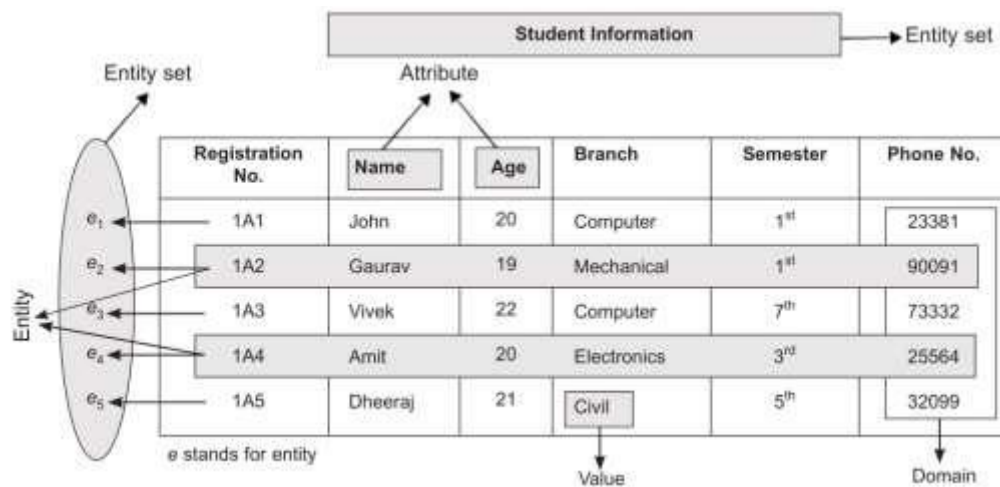 Student Information
Entity set
Entity set
Attribute
Registration No. Name Age Branch Semester Phone No.
e1 1A1 John 20 Computer 1st 23381
e2 1A2 Gaurav 19 Mechanical 1st 90091
e3 1A3 Vivek 22 Computer 7th 73332
e4 1A4 Amit 20 Electronics 3rd 25564
e5 1A5 Dheeraj 21 Civil 5th 32099
Entity
e stands for entity
Value
Domain